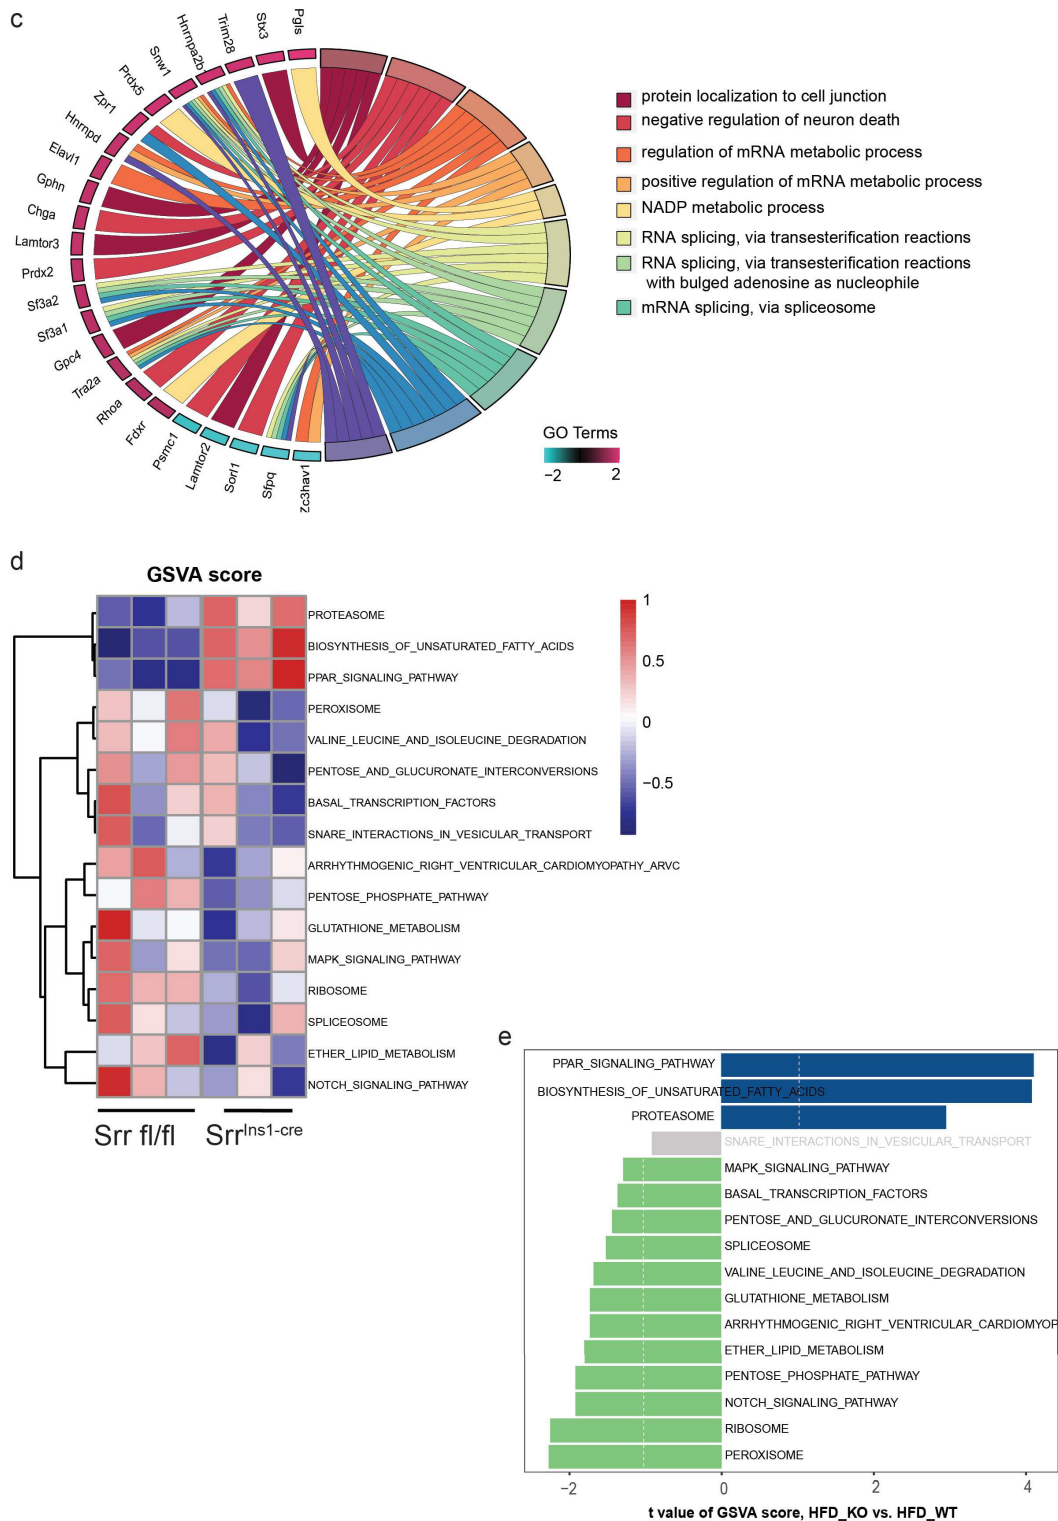 c
Pgls
Stx3
Trim28
Hnrnpa2b
Snw1
Prdx5
Zpr1
Hnrnpd
Elavl1
Gphn
Chga
Lamtor3
Prdx2
Sf3a2
Sf3a1
Gpc4
Tra2a
Rhoa
Fdxr
Psmc1
Lamtor2
Sorl1
Sfpq
Zc3hav1
protein localization to cell junction
negative regulation of neuron death
regulation of mRNA metabolic process
positive regulation of mRNA metabolic process
NADP metabolic process
RNA splicing, via transesterification reactions
RNA splicing, via transesterification reactions
with bulged adenosine as nucleophile
mRNA splicing, via spliceosome
GO Terms
−2 2
d
GSVA score
PROTEASOME
BIOSYNTHESIS_OF_UNSATURATED_FATTY_ACIDS
PPAR_SIGNALING_PATHWAY
PEROXISOME
VALINE_LEUCINE_AND_ISOLEUCINE_DEGRADATION
PENTOSE_AND_GLUCURONATE_INTERCONVERSIONS
BASAL_TRANSCRIPTION_FACTORS
SNARE_INTERACTIONS_IN_VESICULAR_TRANSPORT
ARRHYTHMOGENIC_RIGHT_VENTRICULAR_CARDIOMYOPATHY_ARVC
PENTOSE_PHOSPHATE_PATHWAY
GLUTATHIONE_METABOLISM
MAPK_SIGNALING_PATHWAY
RIBOSOME
SPLICEOSOME
ETHER_LIPID_METABOLISM
NOTCH_SIGNALING_PATHWAY
1
0.5
0
−0.5
Srr fl/fl Srr Ins1-cre
e
PPAR_SIGNALING_PATHWAY
BIOSYNTHESIS_OF_UNSATURATED_FATTY_ACIDS
PROTEASOME
SNARE_INTERACTIONS_IN_VESICULAR_TRANSPORT
MAPK_SIGNALING_PATHWAY
BASAL_TRANSCRIPTION_FACTORS
PENTOSE_AND_GLUCURONATE_INTERCONVERSIONS
SPLICEOSOME
VALINE_LEUCINE_AND_ISOLEUCINE_DEGRADATION
GLUTATHIONE_METABOLISM
ARRHYTHMOGENIC_RIGHT_VENTRICULAR_CARDIOMYOP
ETHER_LIPID_METABOLISM
PENTOSE_PHOSPHATE_PATHWAY
NOTCH_SIGNALING_PATHWAY
RIBOSOME
PEROXISOME
−2 0 2 4
t value of GSVA score, HFD_KO vs. HFD_WT